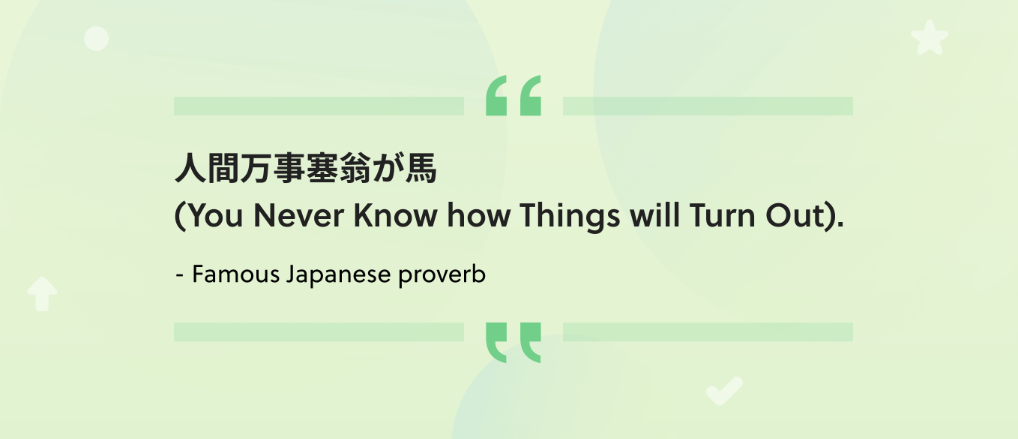 人間万事塞翁が馬
(You Never Know how Things will Turn Out).
- Famous Japanese proverb